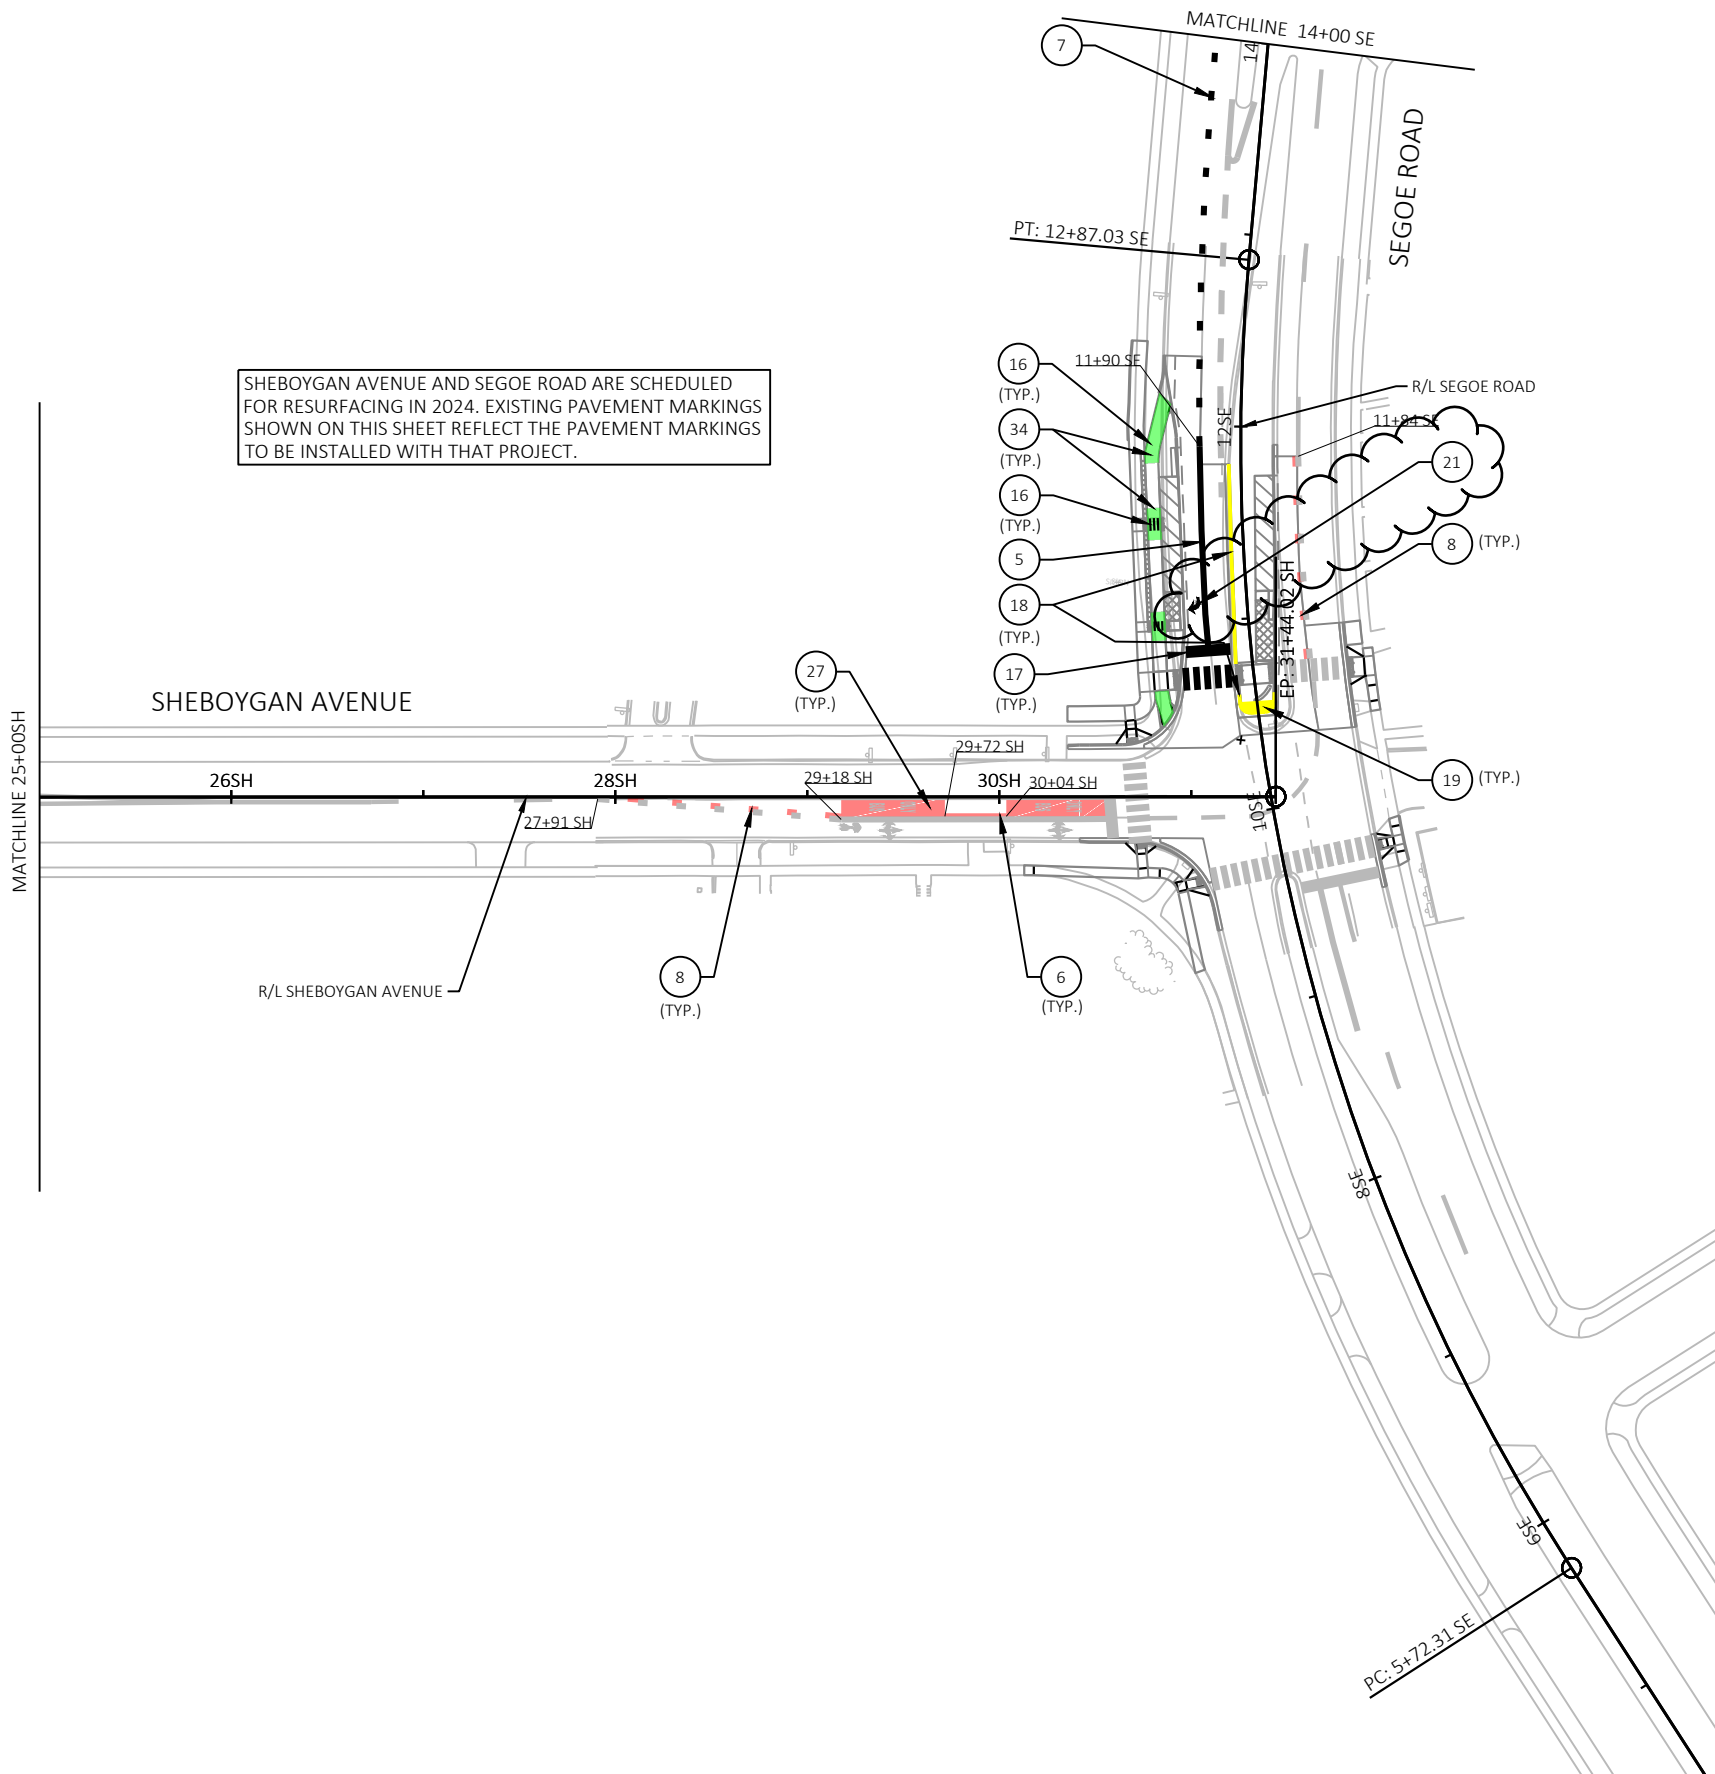 MATCHLINE 14+00 SE
7
14
SEGOE ROAD
PT: 12+87.03 SE
SHEBOYGAN AVENUE AND SEGOE ROAD ARE SCHEDULED
FOR RESURFACING IN 2024. EXISTING PAVEMENT MARKINGS
SHOWN ON THIS SHEET REFLECT THE PAVEMENT MARKINGS
TO BE INSTALLED WITH THAT PROJECT.
16
(TYP.)
11+90 SE
R/L SEGOE ROAD
12SE
11+84 SE
34
(TYP.)
21
16
(TYP.)
8 (TYP.)
5
18
(TYP.)
EP: 31+44.02 SH
17
(TYP.)
27
(TYP.)
SHEBOYGAN AVENUE
MATCHLINE 25+00SH
29+72 SH
26SH
28SH
29+18 SH
30SH
30+04 SH
19 (TYP.)
27+91 SH
10SE
R/L SHEBOYGAN AVENUE
8
(TYP.)
6
(TYP.)
8SE
6SE
PC: 5+72.31 SE